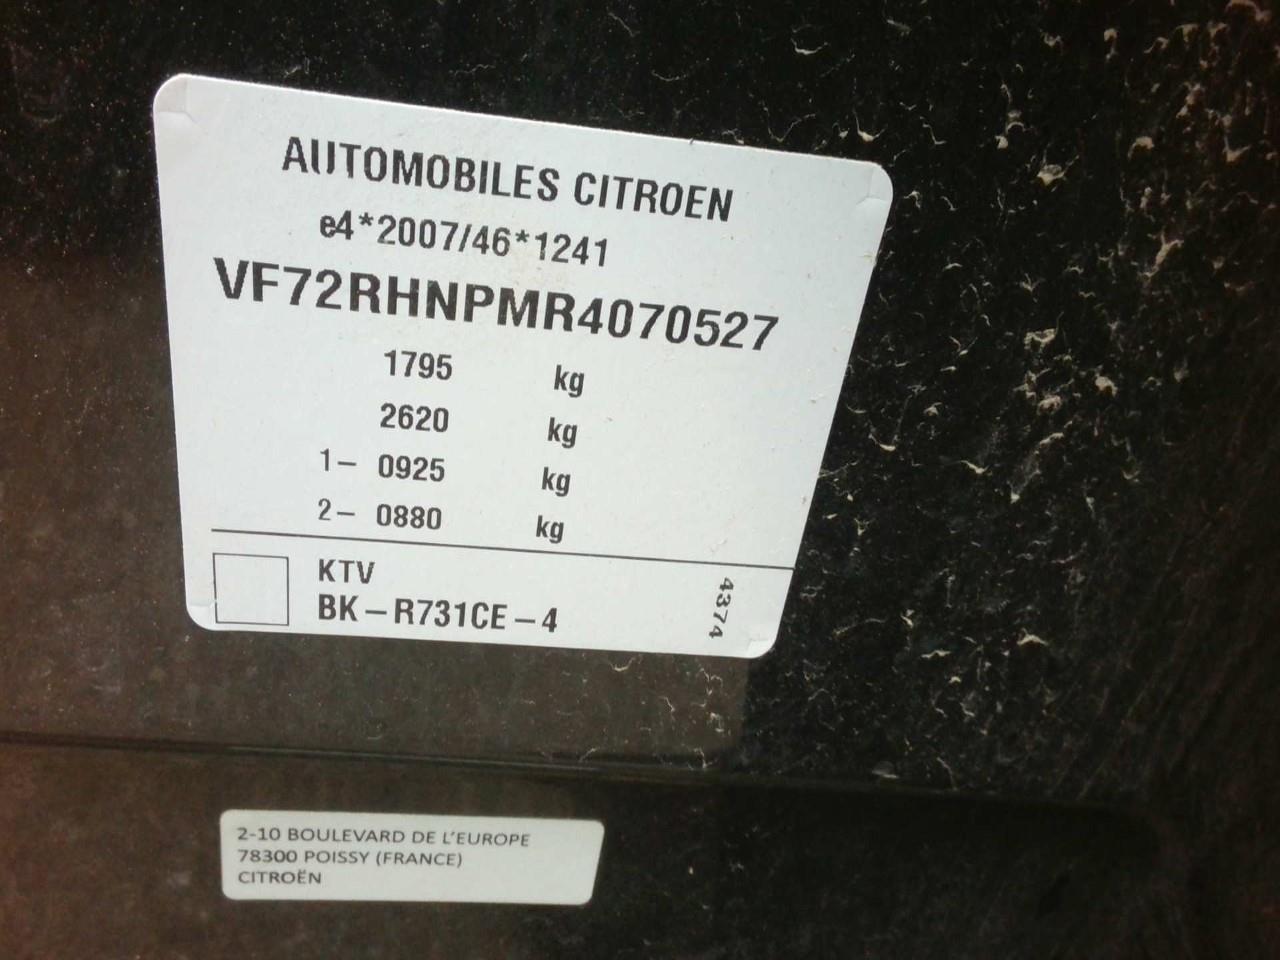 AUTOMOBILES CITROEN
e4*2007/46*1241
VF72RHNPMR4070527
1795 kg
2620 kg
1- 0925 kg
2- 0880 kg
KTV
BK-R731CE-4
4374
2-10 BOULEVARD DE L'EUROPE
78300 POISSY (FRANCE)
CITROËN